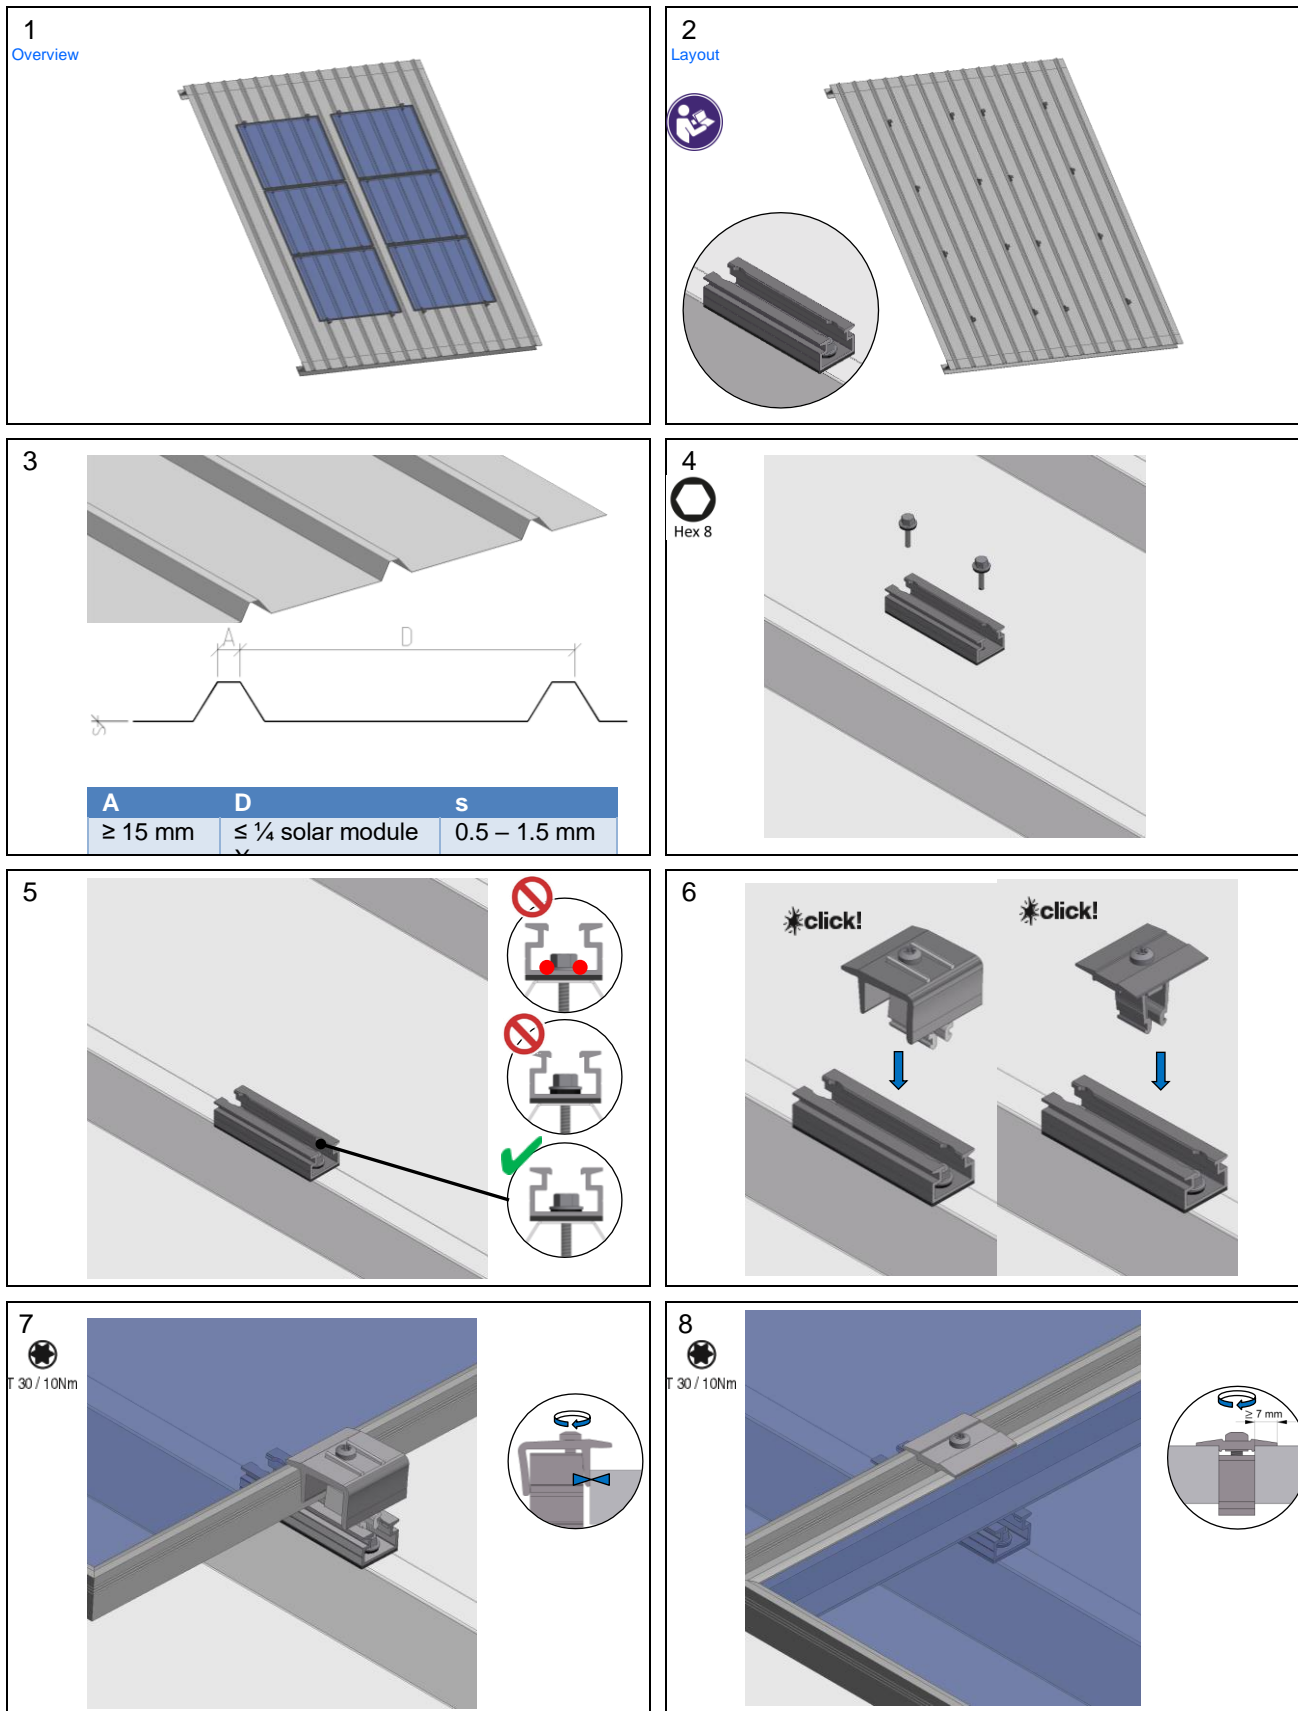 1
Overview
2
Layout
3
A
D
s
A D s
≥ 15 mm ≤ ¼ solar module 0.5 – 1.5 mm
4
Hex 8
5
6
click!
click!
7
T 30 / 10Nm
8
T 30 / 10Nm
≥ 7 mm